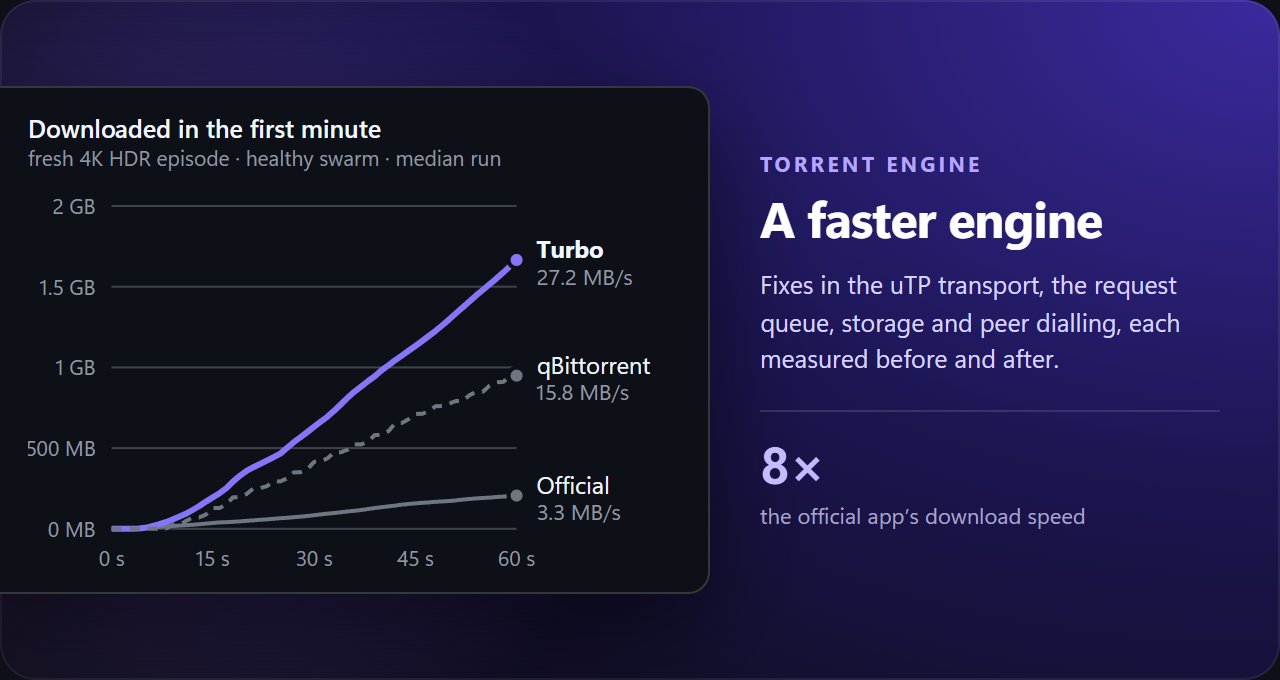 Downloaded in the first minute
fresh 4K HDR episode · healthy swarm · median run
2 GB
1.5 GB
1 GB
500 MB
0 MB
0 s
15 s
30 s
45 s
60 s
Turbo
27.2 MB/s
qBittorrent
15.8 MB/s
Official
3.3 MB/s
TORRENT ENGINE
A faster engine
Fixes in the uTP transport, the request
queue, storage and peer dialling, each
measured before and after.
8×
the official app’s download speed